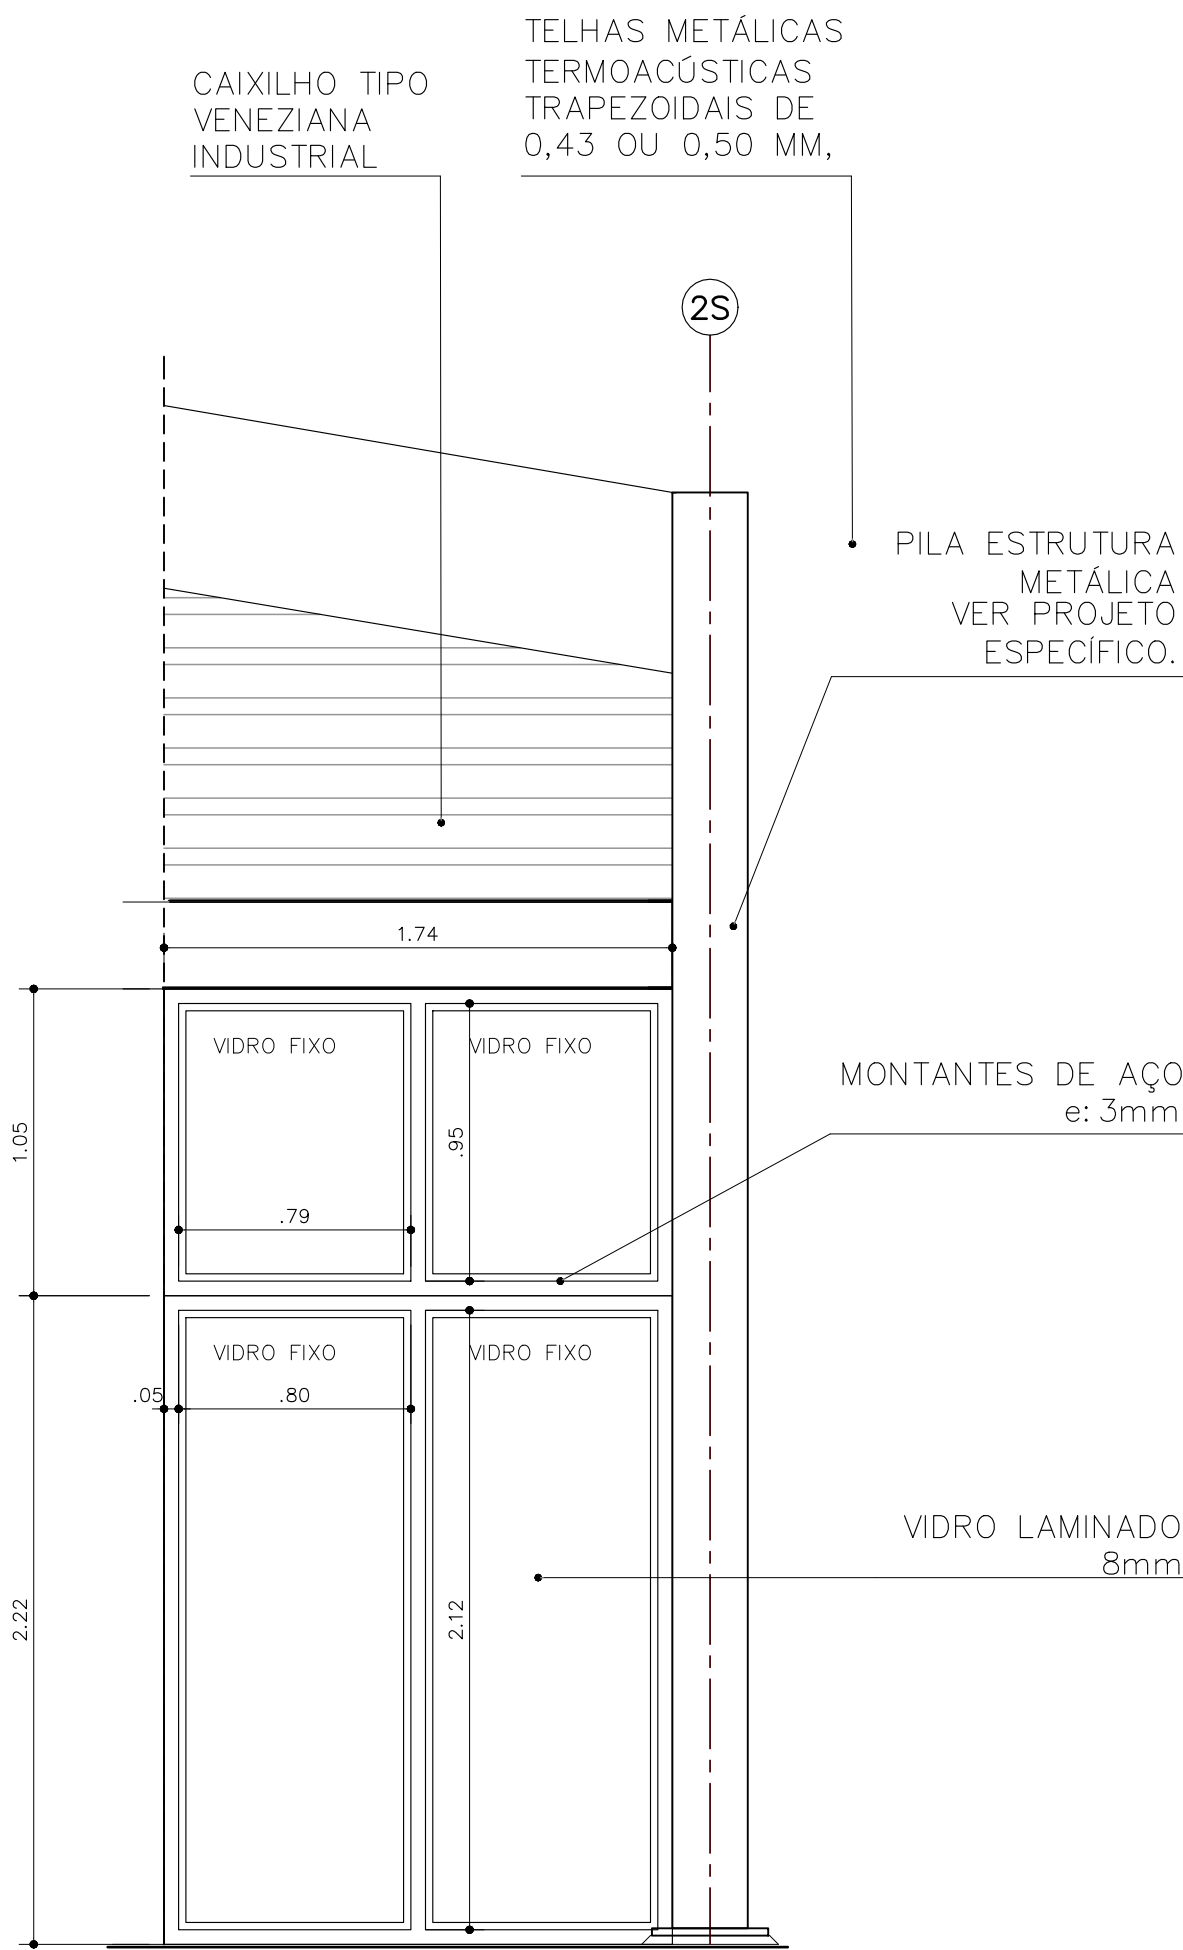 TELHAS METÁLICAS
TERMOACÚSTICAS
TRAPEZOIDAIS DE
0,43 OU 0,50 MM,
CAIXILHO TIPO
VENEZIANA
INDUSTRIAL
2S
PILA ESTRUTURA
METÁLICA
VER PROJETO
ESPECÍFICO.
1.74
VIDRO FIXO
VIDRO FIXO
MONTANTES DE AÇO
e: 3mm
1.05
.95
.79
VIDRO FIXO
VIDRO FIXO
.05
.80
VIDRO LAMINADO
8mm
2.22
2.12